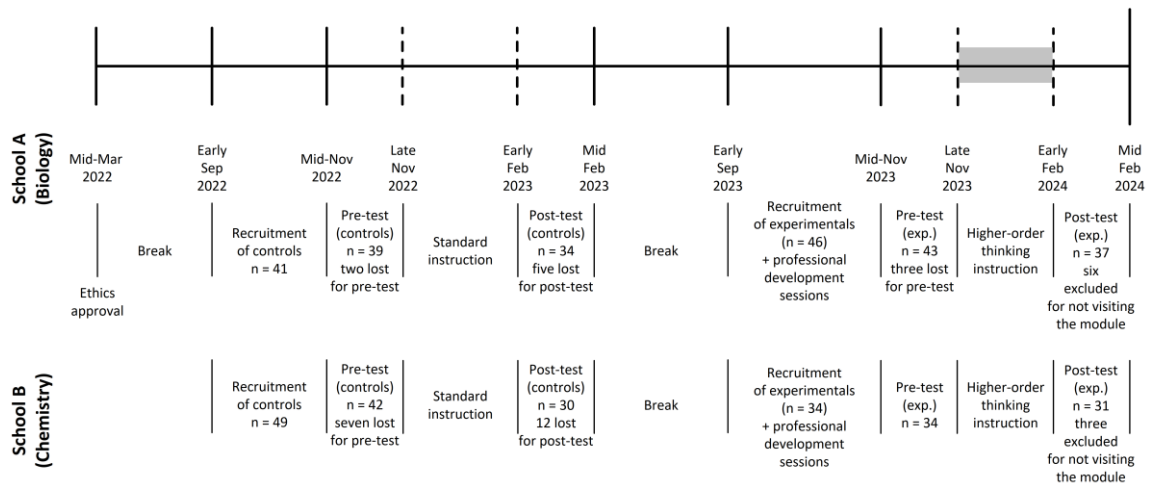 School A
(Biology)
Mid-Mar
2022
Early
Sep
2022
Mid-Nov
2022
Late
Nov
2022
Early
Feb
2023
Mid
Feb
2023
Early
Sep
2023
Mid-Nov
2023
Late
Nov
2023
Early
Feb
2024
Mid
Feb
2024
Ethics
approval
Break
Recruitment
of controls
n = 41
Pre-test
(controls)
n = 39
two lost
for pre-test
Standard
instruction
Post-test
(controls)
n = 34
five lost
for post-test
Break
Recruitment
of experimentals
(n = 46)
+ professional
development
sessions
Pre-test
(exp.)
n = 43
three lost
for pre-test
Higher-order
thinking
instruction
Post-test
(exp.)
n = 37
six
excluded
for not visiting
the module
School B
(Chemistry)
Recruitment
of controls
n = 49
Pre-test
(controls)
n = 42
seven lost
for pre-test
Standard
instruction
Post-test
(controls)
n = 30
12 lost
for post-test
Break
Recruitment
of experimentals
(n = 34)
+ professional
development
sessions
Pre-test
(exp.)
n = 34
Higher-order
thinking
instruction
Post-test
(exp.)
n = 31
three
excluded
for not visiting
the module